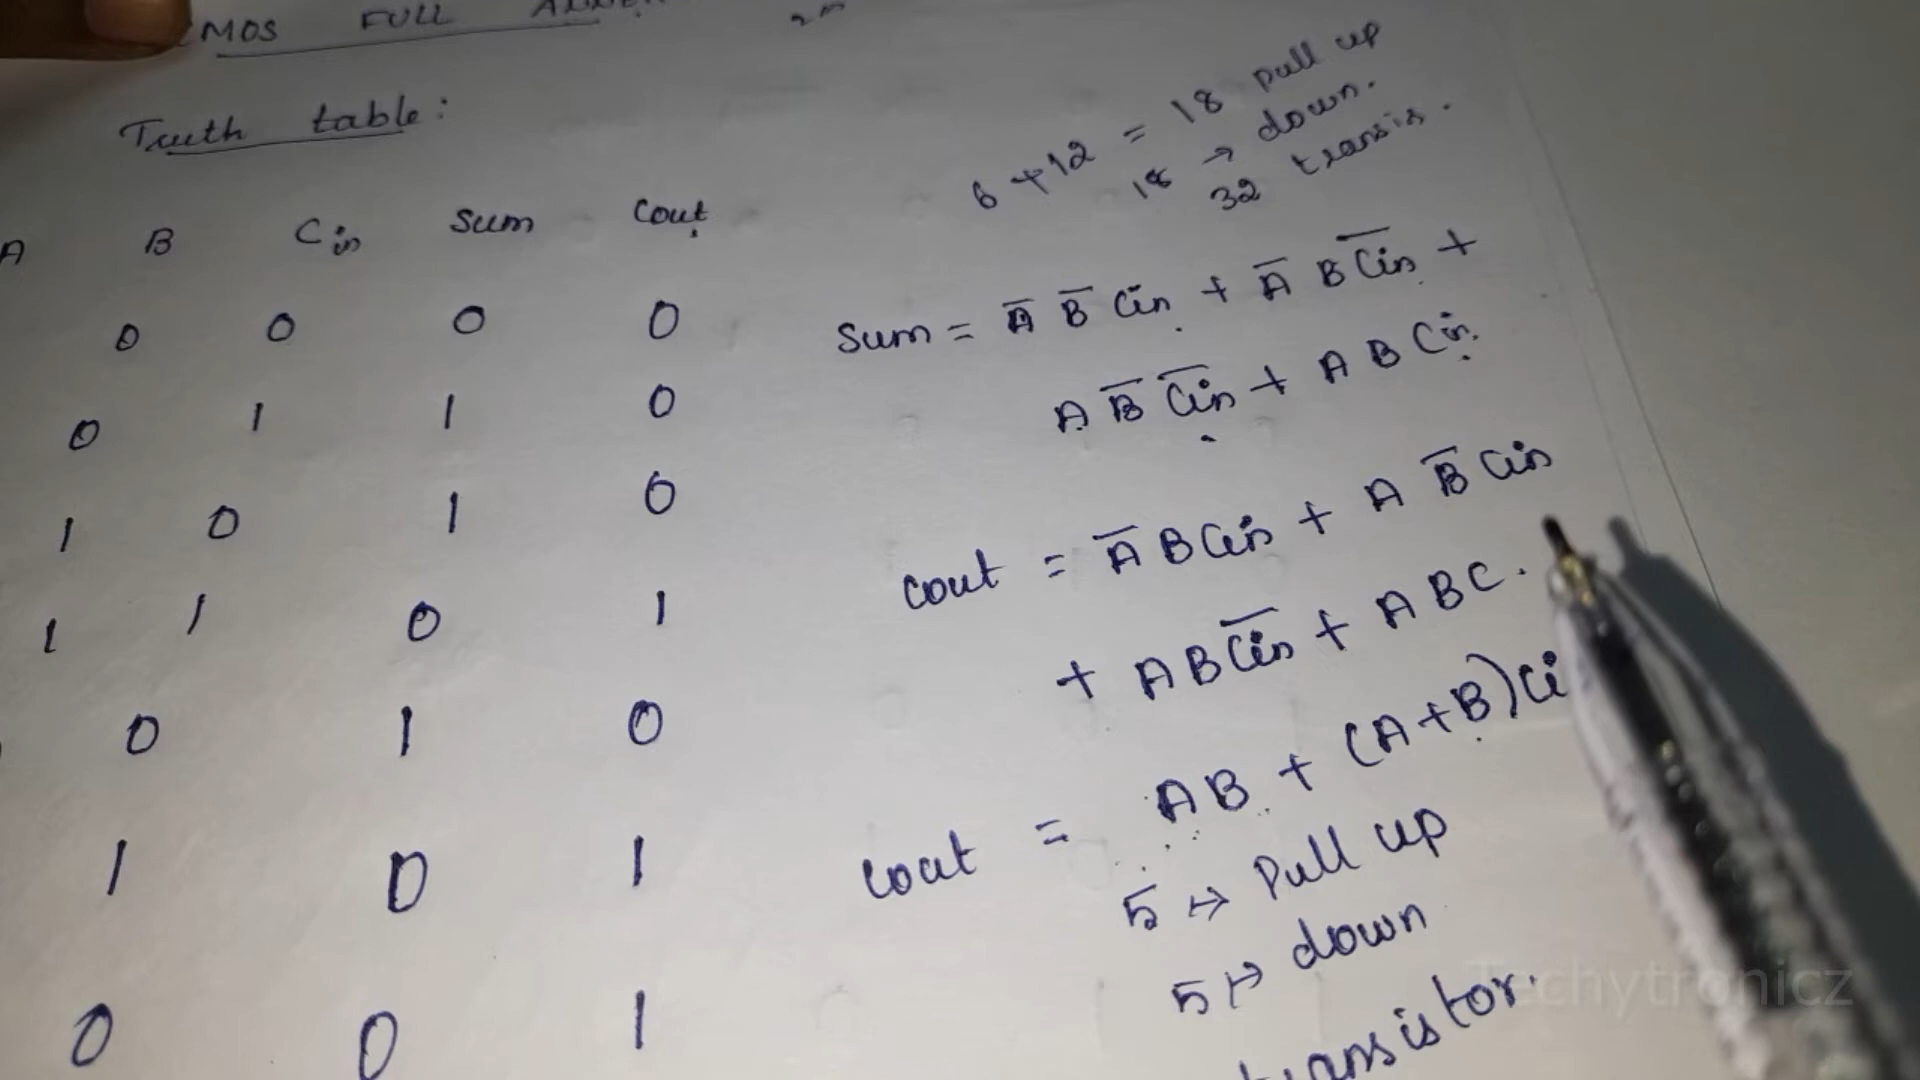 MOS FULL
Truth table:
6 + 12 = 18 pull up
18 → down.
32 transis.
A B Cin Sum Cout
0 0 0 0
0 1 1 0
1 0 1 0
1 1 0 1
0 1 0
1 0 1
0 0 1
Sum = A̅ B̅ Cin + A̅ B C̅i̅n̅ +
A B̅ C̅i̅n̅ + A B Cin.
Cout = A̅ B Cin + A B̅ Cin
+ A B C̅i̅n̅ + A B C.
Cout = AB + (A+B)Ci
5 → Pull up
5 → down
transistor.
Techytronicz